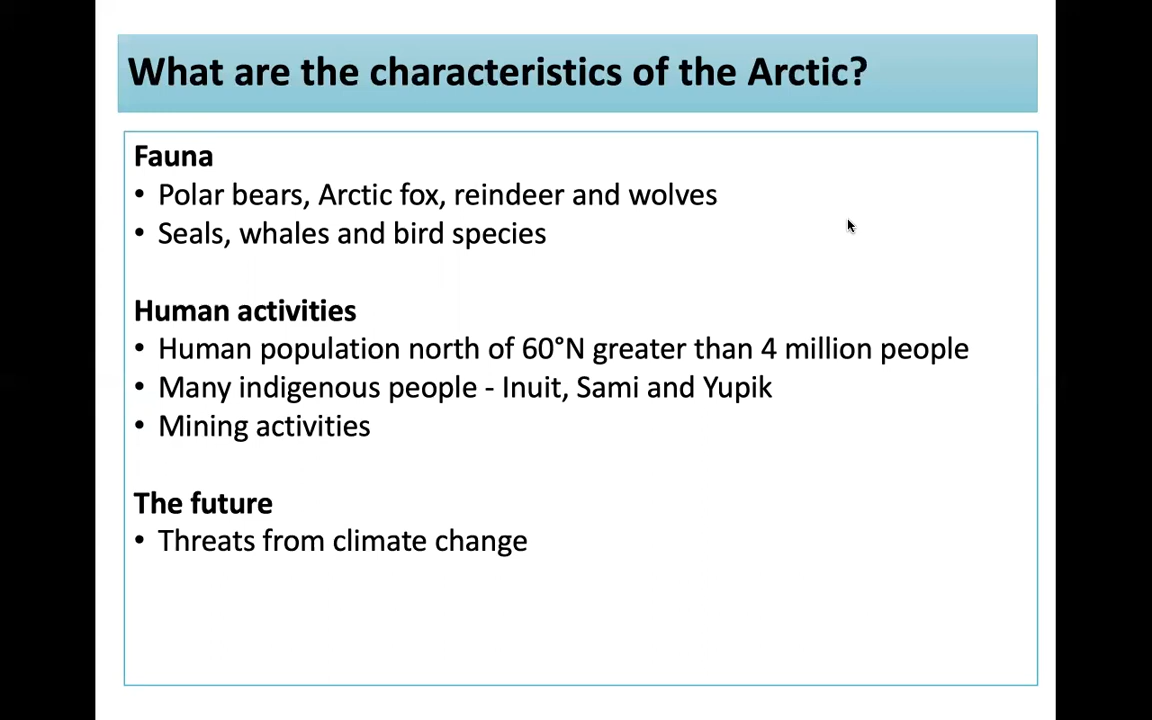 What are the characteristics of the Arctic?
Fauna
• Polar bears, Arctic fox, reindeer and wolves
• Seals, whales and bird species
Human activities
• Human population north of 60°N greater than 4 million people
• Many indigenous people - Inuit, Sami and Yupik
• Mining activities
The future
• Threats from climate change